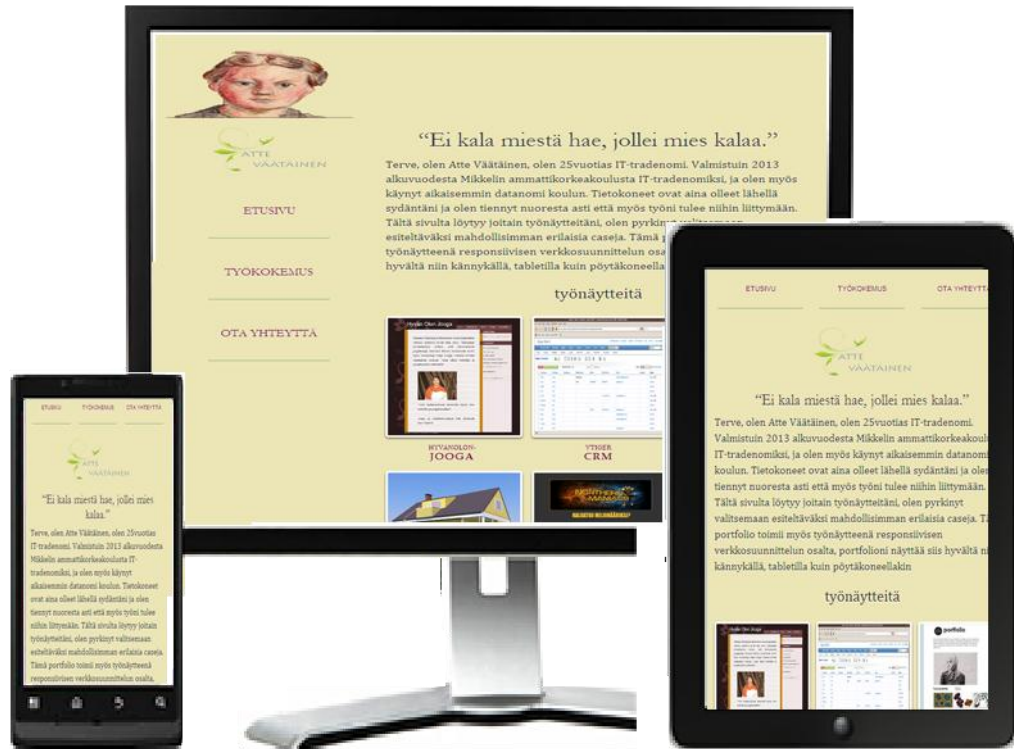 ATTE
VÄÄTÄINEN
ETUSIVU
TYÖKOKEMUS
OTA YHTEYTTÄ
“Ei kala miestä hae, jollei mies kalaa.”
Terve, olen Atte Väätäinen, olen 25vuotias IT-tradenomi. Valmistuin 2013
alkuvuodesta Mikkelin ammattikorkeakoulusta IT-tradenomiksi, ja olen myös
käynyt aikaisemmin datanomi koulun. Tietokoneet ovat aina olleet lähellä
sydäntäni ja olen tiennyt nuoresta asti että myös työni tulee niihin liittymään.
Tältä sivulta löytyy joitain työnäytteitäni, olen pyrkinyt valitsemaan
esiteltäväksi mahdollisimman erilaisia caseja. Tämä
työnäytteenä responsiivisen verkkosuunnittelun
hyvältä niin kännykällä, tabletilla kuin pöytäkoneella
työnäytteitä
HYVANOLON-
JOOGA
VTIGER
CRM
ETUSIVU
TYÖKOKEMUS
OTA YHTEYTTÄ
ATTE
VÄÄTÄINEN
“Ei kala miestä hae, jollei mies
kalaa.”
Terve, olen Atte Väätäinen, olen 25vuotias
IT-tradenomi. Valmistuin 2013 alkuvuodesta
Mikkelin ammattikorkeakoulusta IT-
tradenomiksi, ja olen myös käynyt
aikaisemmin datanomi koulun. Tietokoneet
ovat aina olleet lähellä sydäntäni ja olen
tiennyt nuoresta asti että myös työni tulee
niihin liittymään. Tältä sivulta löytyy joitain
työnäytteitäni, olen pyrkinyt valitsemaan
esiteltäväksi mahdollisimman erilaisia caseja.
Tämä portfolio toimii myös työnäytteenä
responsiivisen verkkosuunnittelun osalta,
ETUSIVU
TYÖKOKEMUS
OTA YHTEYTTÄ
ATTE
VÄÄTÄINEN
“Ei kala miestä hae, jollei mies kalaa.”
Terve, olen Atte Väätäinen, olen 25vuotias IT-tradenomi.
Valmistuin 2013 alkuvuodesta Mikkelin ammattikorkeakoul
IT-tradenomiksi, ja olen myös käynyt aikaisemmin datanomi
koulun. Tietokoneet ovat aina olleet lähellä sydäntäni ja olen
tiennyt nuoresta asti että myös työni tulee niihin liittymään.
Tältä sivulta löytyy joitain työnäytteitäni, olen pyrkinyt
valitsemaan esiteltäväksi mahdollisimman erilaisia caseja.
portfolio toimii myös työnäytteenä responsiivisen
verkkosuunnittelun osalta, portfolioni näyttää siis hyvältä
kännykällä, tabletilla kuin pöytäkoneellakin
työnäytteitä
portfolio